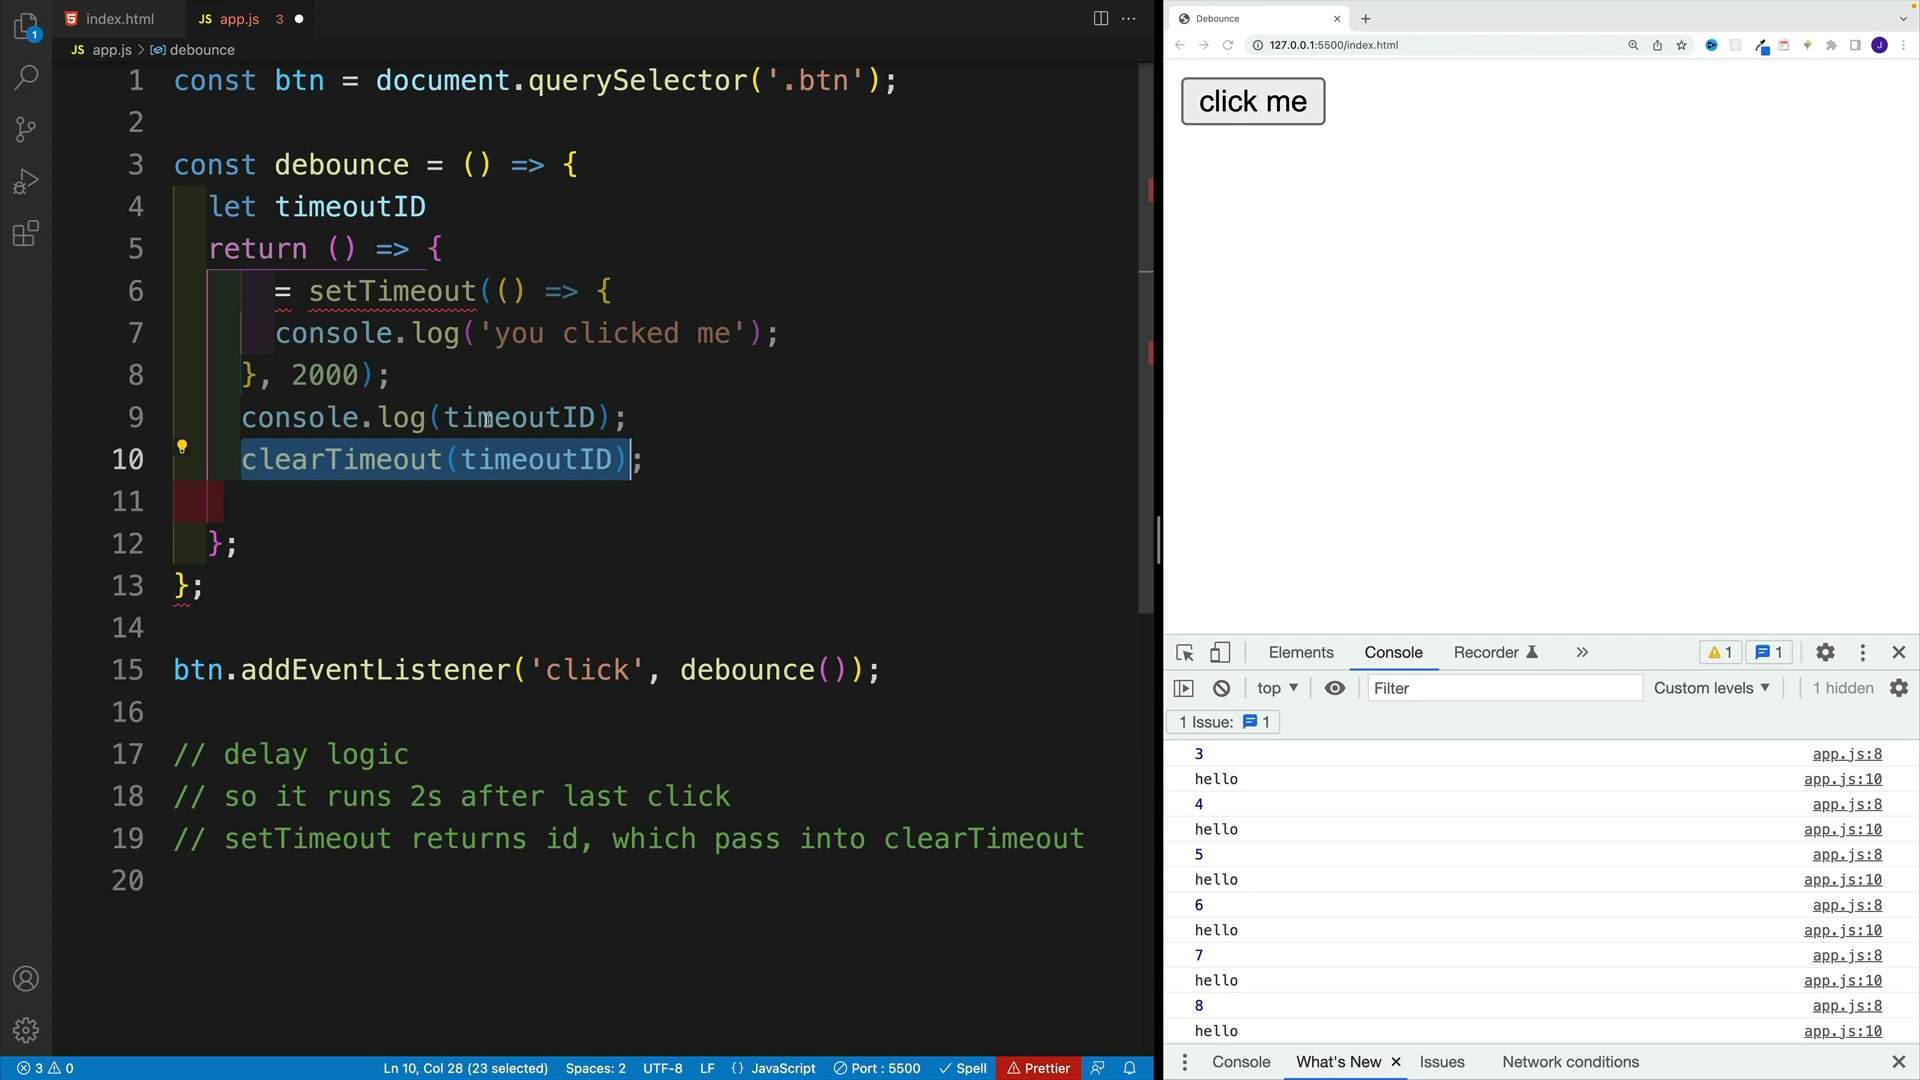 index.html
JS app.js 3
JS app.js > debounce
1 const btn = document.querySelector('.btn');
2
3 const debounce = () => {
4 let timeoutID
5 return () => {
6 = setTimeout(() => {
7 console.log('you clicked me');
8 }, 2000);
9 console.log(timeoutID);
10 clearTimeout(timeoutID);
11
12 };
13 };
14
15 btn.addEventListener('click', debounce());
16
17 // delay logic
18 // so it runs 2s after last click
19 // setTimeout returns id, which pass into clearTimeout
20
1
3 0
Ln 10, Col 28 (23 selected)
Spaces: 2
UTF-8
LF
{} JavaScript
Port : 5500
Spell
Prettier
Debounce
127.0.0.1:5500/index.html
J
click me
Elements
Console
Recorder
1
1
top
Filter
Custom levels
1 hidden
1 Issue: 1
3 app.js:8
hello app.js:10
4 app.js:8
hello app.js:10
5 app.js:8
hello app.js:10
6 app.js:8
hello app.js:10
7 app.js:8
hello app.js:10
8 app.js:8
hello app.js:10
Console
What's New
Issues
Network conditions